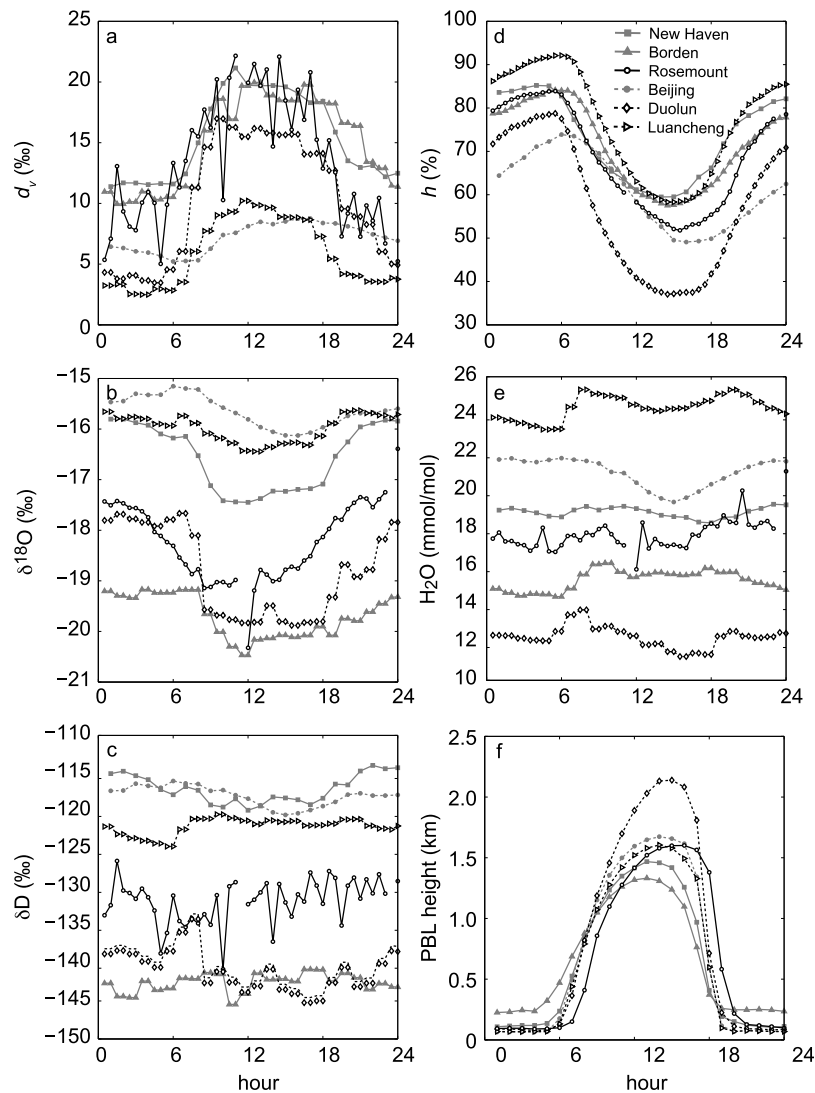 a
d_v (‰)
25
20
15
10
5
0
0 6 12 18 24
d
h (%)
100
90
80
70
60
50
40
30
0 6 12 18 24
New Haven
Borden
Rosemount
Beijing
Duolun
Luancheng
b
δ¹⁸O (‰)
−15
−16
−17
−18
−19
−20
−21
0 6 12 18 24
e
H₂O (mmol/mol)
26
24
22
20
18
16
14
12
10
0 6 12 18 24
c
δD (‰)
−110
−115
−120
−125
−130
−135
−140
−145
−150
0 6 12 18 24
hour
f
PBL height (km)
2.5
2.0
1.5
1.0
0.5
0
0 6 12 18 24
hour